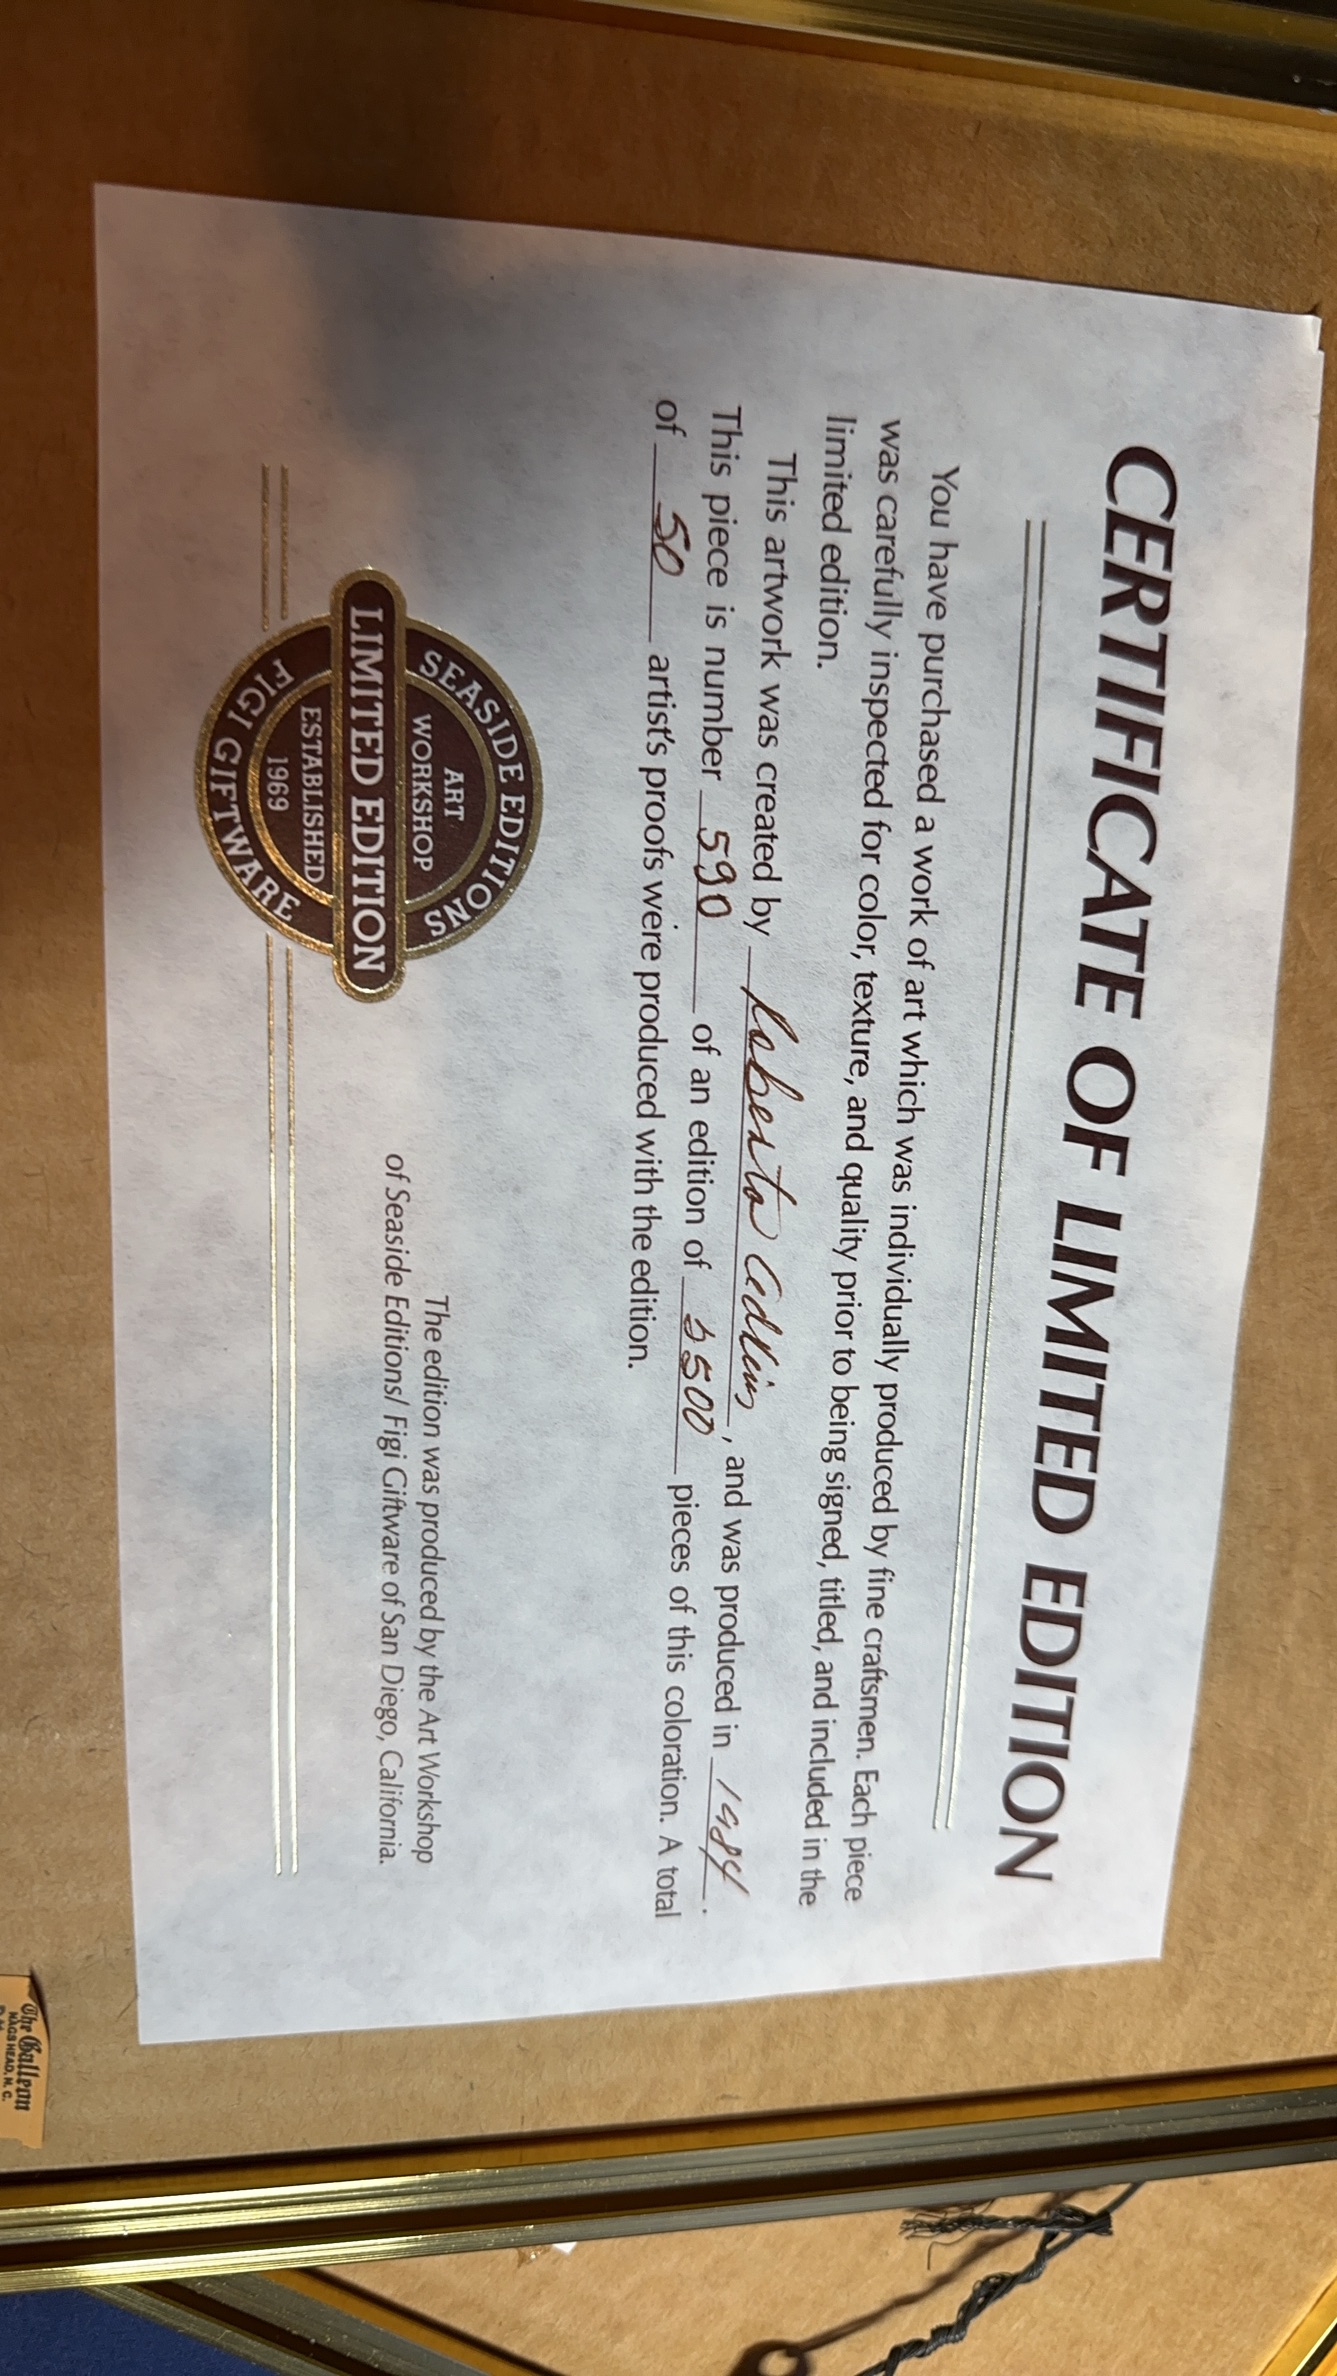 CERTIFICATE OF LIMITED EDITION
You have purchased a work of art which was individually produced by fine craftsmen. Each piece
was carefully inspected for color, texture, and quality prior to being signed, titled, and included in the
limited edition.
This artwork was created by Roberta , and was produced in 1984.
This piece is number 590 of an edition of pieces of this coloration. A total
of 50 artist's proofs were produced with the edition.
SEASIDE EDITIONS
ART
WORKSHOP
LIMITED EDITION
ESTABLISHED
1969
FIGI GIFTWARE
The edition was produced by the Art Workshop
of Seaside Editions/ Figi Giftware of San Diego, California.
The Galleon
NAGS HEAD, N. C.